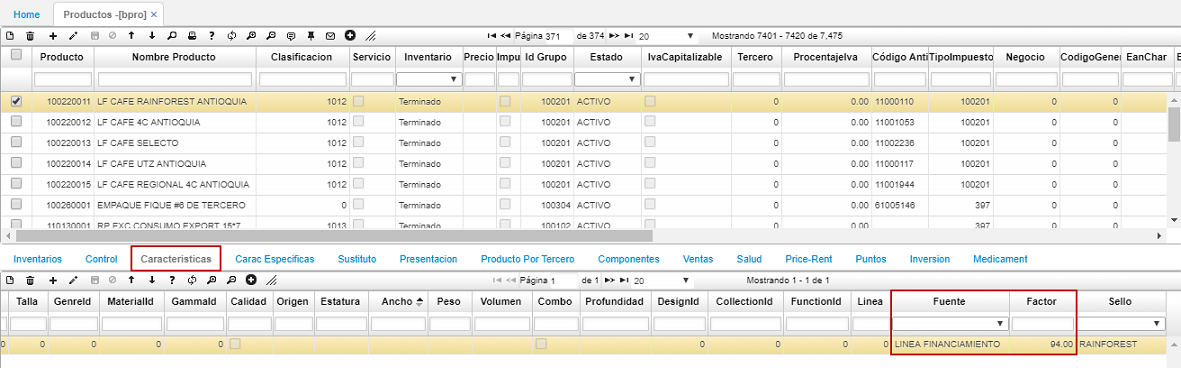 Home Productos -[bpro] ×
Página 371 de 374 20 Mostrando 7401 - 7420 de 7,475
Producto Nombre Producto Clasificacion Servicio Inventario Precio Impu Id Grupo Estado IvaCapitalizable Tercero ProcentajeIva Código Anti TipoImpuesto Negocio CodigoGene EanChar E
100220011 LF CAFE RAINFOREST ANTIOQUIA 1012 Terminado 100201 ACTIVO 0 0.00 11000110 100201 0 0
100220012 LF CAFE 4C ANTIOQUIA 1012 Terminado 100201 ACTIVO 0 0.00 11001053 100201 0 0
100220013 LF CAFE SELECTO 1012 Terminado 100201 ACTIVO 0 0.00 11002236 100201 0 0
100220014 LF CAFE UTZ ANTIOQUIA 1012 Terminado 100201 ACTIVO 0 0.00 11000117 100201 0 0
100220015 LF CAFE REGIONAL 4C ANTIOQUIA 1012 Terminado 100201 ACTIVO 0 0.00 11001944 100201 0 0
100260001 EMPAQUE FIQUE #6 DE TERCERO 0 Terminado 100304 ACTIVO 0 0.00 61005146 397 0 0
110130001 RP EXC CONSUMO EXPORT 15*7 1013 Terminado 100102 ACTIVO 0 0.00 397 0 0
Inventarios Control Caracteristicas Carac Especificas Sustituto Presentacion Producto Por Tercero Componentes Ventas Salud Price-Rent Puntos Inversion Medicament
Página 1 de 1 20 Mostrando 1 - 1 de 1
Talla GenreId MaterialId GammaId Calidad Origen Estatura Ancho Peso Volumen Combo Profundidad DesignId CollectionId FunctionId Linea Fuente Factor Sello
0 0 0 0 0 0 0 0 0 LINEA FINANCIAMIENTO 94.00 RAINFOREST